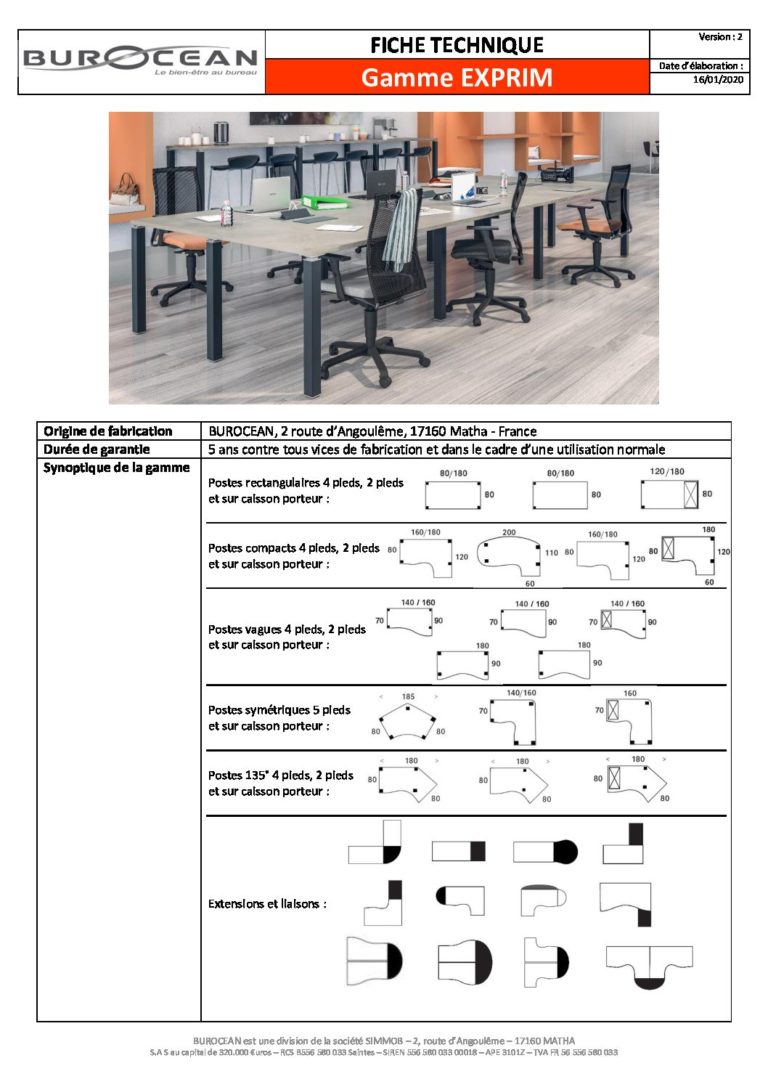 BUROCEAN
Le bien-être au bureau
FICHE TECHNIQUE
Gamme EXPRIM
Version : 2
Date d'élaboration :
16/01/2020
Origine de fabrication
BUROCEAN, 2 route d'Angoulême, 17160 Matha - France
Durée de garantie
5 ans contre tous vices de fabrication et dans le cadre d'une utilisation normale
Synoptique de la gamme
Postes rectangulaires 4 pieds, 2 pieds
et sur caisson porteur :
80/180
80
80/180
80
120/180
80
Postes compacts 4 pieds, 2 pieds
et sur caisson porteur :
160/180
80
120
200
110
60
160/180
80
120
180
80
120
60
Postes vagues 4 pieds, 2 pieds
et sur caisson porteur :
140 / 160
70
90
140 / 160
70
90
140 / 160
70
90
180
90
180
90
Postes symétriques 5 pieds
et sur caisson porteur :
< 185 >
80
80
140/160
70
160
70
Postes 135° 4 pieds, 2 pieds
et sur caisson porteur :
< 180 >
80
80
< 180 >
80
80
< 180 >
80
80
Extensions et liaisons :
BUROCEAN est une division de la société SIMMOB – 2, route d'Angoulême – 17160 MATHA
S.A S au capital de 320.000 €uros – RCS B556 580 033 Saintes – SIREN 556 580 033 00018 – APE 3101Z – TVA FR 56 556 580 033